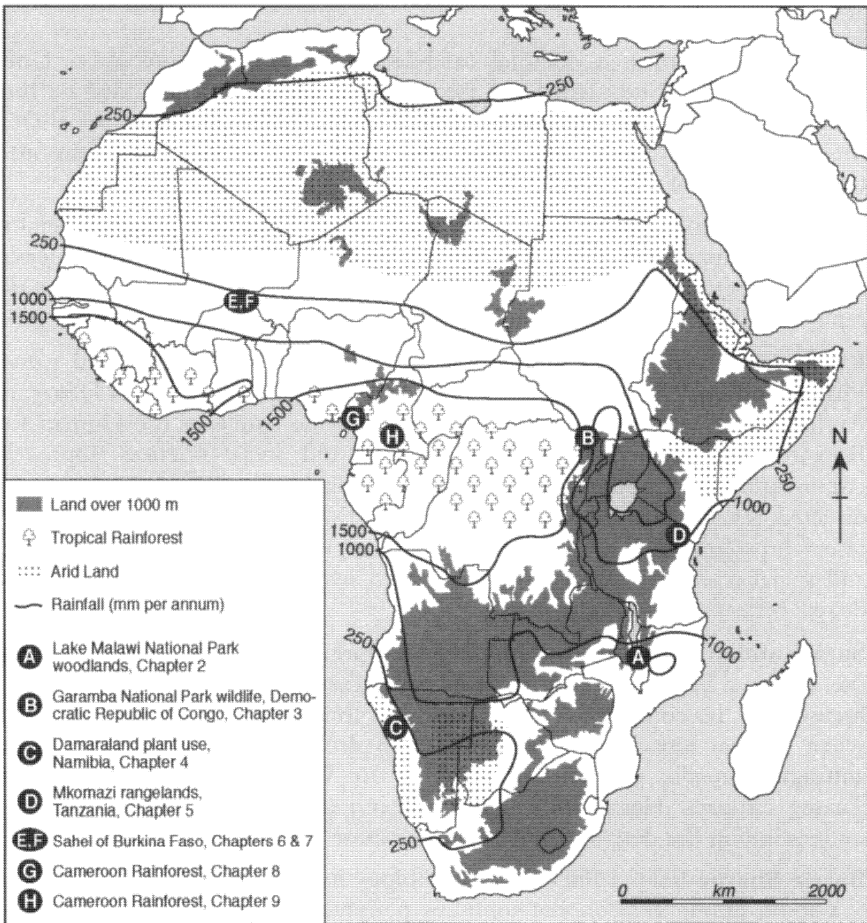 250
250
250
1000
1500
E,F
1500
1500
G
H
B
250
N
1000
D
1500
1000
A
1000
250
C
250
Land over 1000 m
Tropical Rainforest
Arid Land
Rainfall (mm per annum)
A
Lake Malawi National Park
woodlands, Chapter 2
B
Garamba National Park wildlife, Demo-
cratic Republic of Congo, Chapter 3
C
Damaraland plant use,
Namibia, Chapter 4
D
Mkomazi rangelands,
Tanzania, Chapter 5
E,F Sahel of Burkina Faso, Chapters 6 & 7
G Cameroon Rainforest, Chapter 8
H Cameroon Rainforest, Chapter 9
0 km 2000